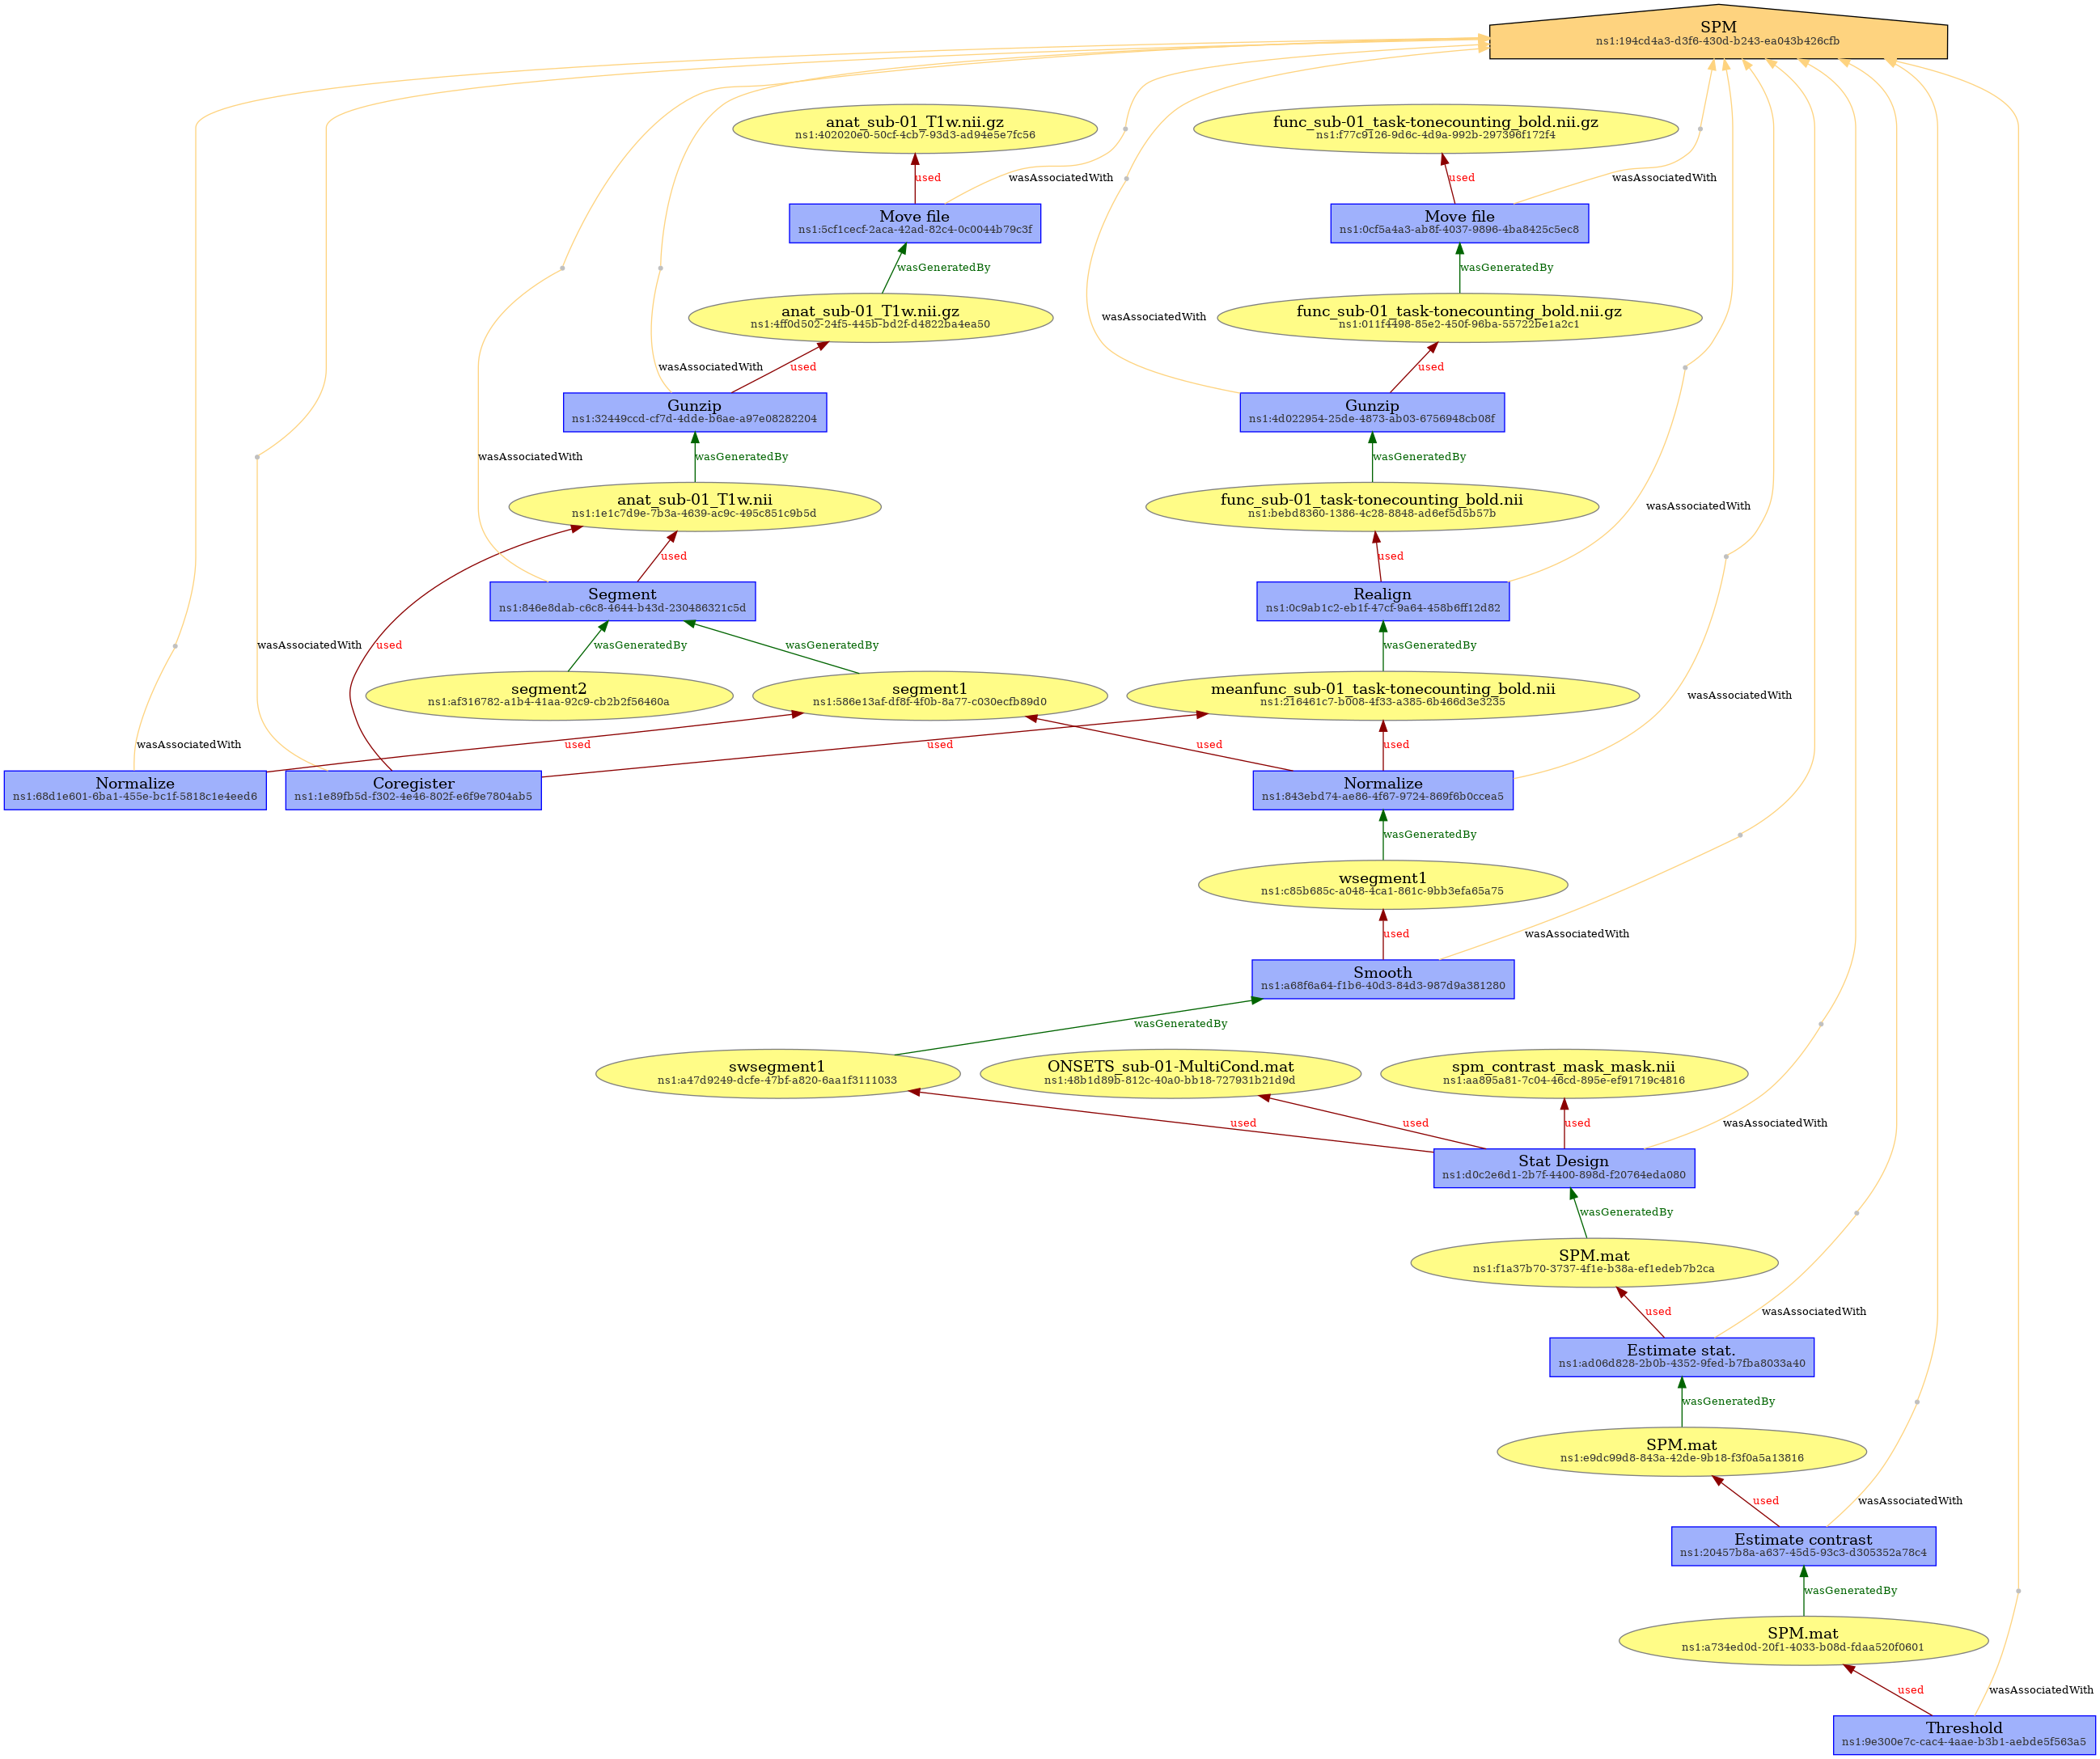 SPM
ns1:194cd4a3-d3f6-430d-b243-ea043b426cfb
anat_sub-01_T1w.nii.gz
ns1:402020e0-50cf-4cb7-93d3-ad94e5e7fc56
func_sub-01_task-tonecounting_bold.nii.gz
ns1:f77c9126-9d6c-4d9a-992b-297396f172f4
used
wasAssociatedWith
used
wasAssociatedWith
Move file
ns1:5cf1cecf-2aca-42ad-82c4-0c0044b79c3f
Move file
ns1:0cf5a4a3-ab8f-4037-9896-4ba8425c5ec8
wasGeneratedBy
wasGeneratedBy
anat_sub-01_T1w.nii.gz
ns1:4ff0d502-24f5-445b-bd2f-d4822ba4ea50
wasAssociatedWith
func_sub-01_task-tonecounting_bold.nii.gz
ns1:011f4498-85e2-450f-96ba-55722be1a2c1
wasAssociatedWith
used
used
Gunzip
ns1:32449ccd-cf7d-4dde-b6ae-a97e08282204
Gunzip
ns1:4d022954-25de-4873-ab03-6756948cb08f
wasAssociatedWith
wasGeneratedBy
wasGeneratedBy
anat_sub-01_T1w.nii
ns1:1e1c7d9e-7b3a-4639-ac9c-495c851c9b5d
func_sub-01_task-tonecounting_bold.nii
ns1:bebd8360-1386-4c28-8848-ad6ef5d5b57b
wasAssociatedWith
used
used
Segment
ns1:846e8dab-c6c8-4644-b43d-230486321c5d
Realign
ns1:0c9ab1c2-eb1f-47cf-9a64-458b6ff12d82
wasAssociatedWith
used
wasGeneratedBy
wasGeneratedBy
wasGeneratedBy
segment2
ns1:af316782-a1b4-41aa-92c9-cb2b2f56460a
segment1
ns1:586e13af-df8f-4f0b-8a77-c030ecfb89d0
meanfunc_sub-01_task-tonecounting_bold.nii
ns1:216461c7-b008-4f33-a385-6b466d3e3235
wasAssociatedWith
wasAssociatedWith
used
used
used
used
Normalize
ns1:68d1e601-6ba1-455e-bc1f-5818c1e4eed6
Coregister
ns1:1e89fb5d-f302-4e46-802f-e6f9e7804ab5
Normalize
ns1:843ebd74-ae86-4f67-9724-869f6b0ccea5
wasGeneratedBy
wsegment1
ns1:c85b685c-a048-4ca1-861c-9bb3efa65a75
used
wasAssociatedWith
Smooth
ns1:a68f6a64-f1b6-40d3-84d3-987d9a381280
wasGeneratedBy
swsegment1
ns1:a47d9249-dcfe-47bf-a820-6aa1f3111033
ONSETS_sub-01-MultiCond.mat
ns1:48b1d89b-812c-40a0-bb18-727931b21d9d
spm_contrast_mask_mask.nii
ns1:aa895a81-7c04-46cd-895e-ef91719c4816
used
used
used
wasAssociatedWith
Stat Design
ns1:d0c2e6d1-2b7f-4400-898d-f20764eda080
wasGeneratedBy
SPM.mat
ns1:f1a37b70-3737-4f1e-b38a-ef1edeb7b2ca
used
wasAssociatedWith
Estimate stat.
ns1:ad06d828-2b0b-4352-9fed-b7fba8033a40
wasGeneratedBy
SPM.mat
ns1:e9dc99d8-843a-42de-9b18-f3f0a5a13816
used
wasAssociatedWith
Estimate contrast
ns1:20457b8a-a637-45d5-93c3-d305352a78c4
wasGeneratedBy
SPM.mat
ns1:a734ed0d-20f1-4033-b08d-fdaa520f0601
used
wasAssociatedWith
Threshold
ns1:9e300e7c-cac4-4aae-b3b1-aebde5f563a5